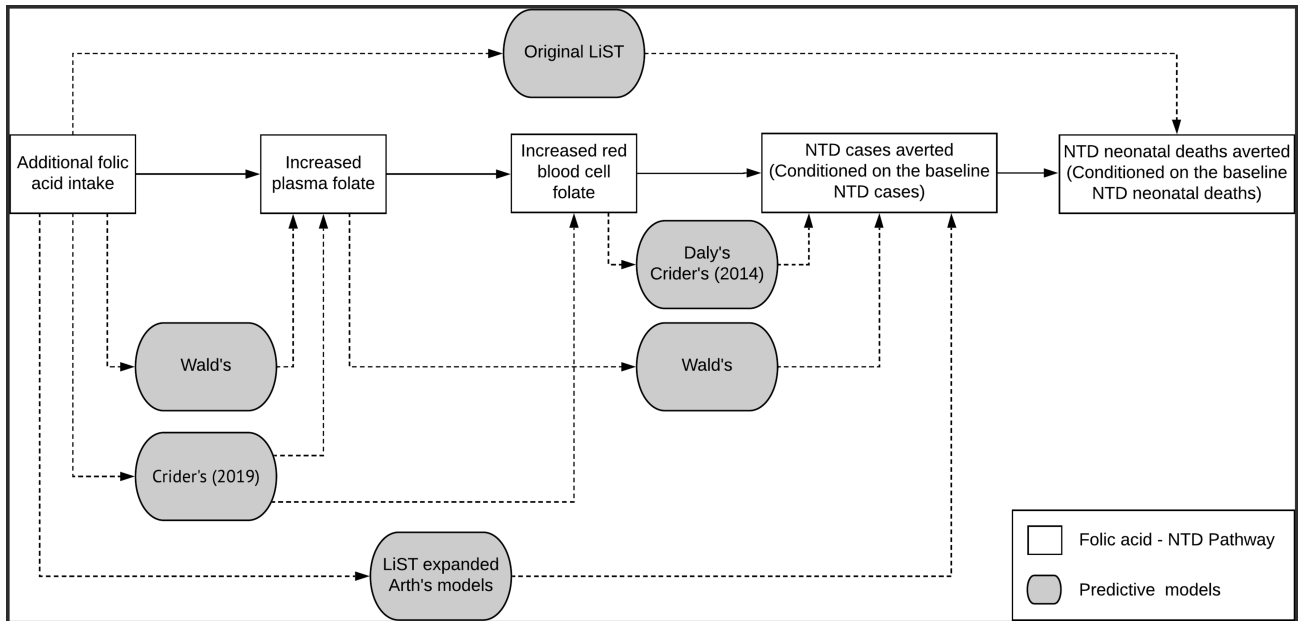 Original LiST
Additional folic
acid intake
Increased
plasma folate
Increased red
blood cell
folate
NTD cases averted
(Conditioned on the baseline
NTD cases)
NTD neonatal deaths averted
(Conditioned on the baseline
NTD neonatal deaths)
Daly's
Crider's (2014)
Wald's
Wald's
Crider's (2019)
LiST expanded
Arth's models
Folic acid - NTD Pathway
Predictive models